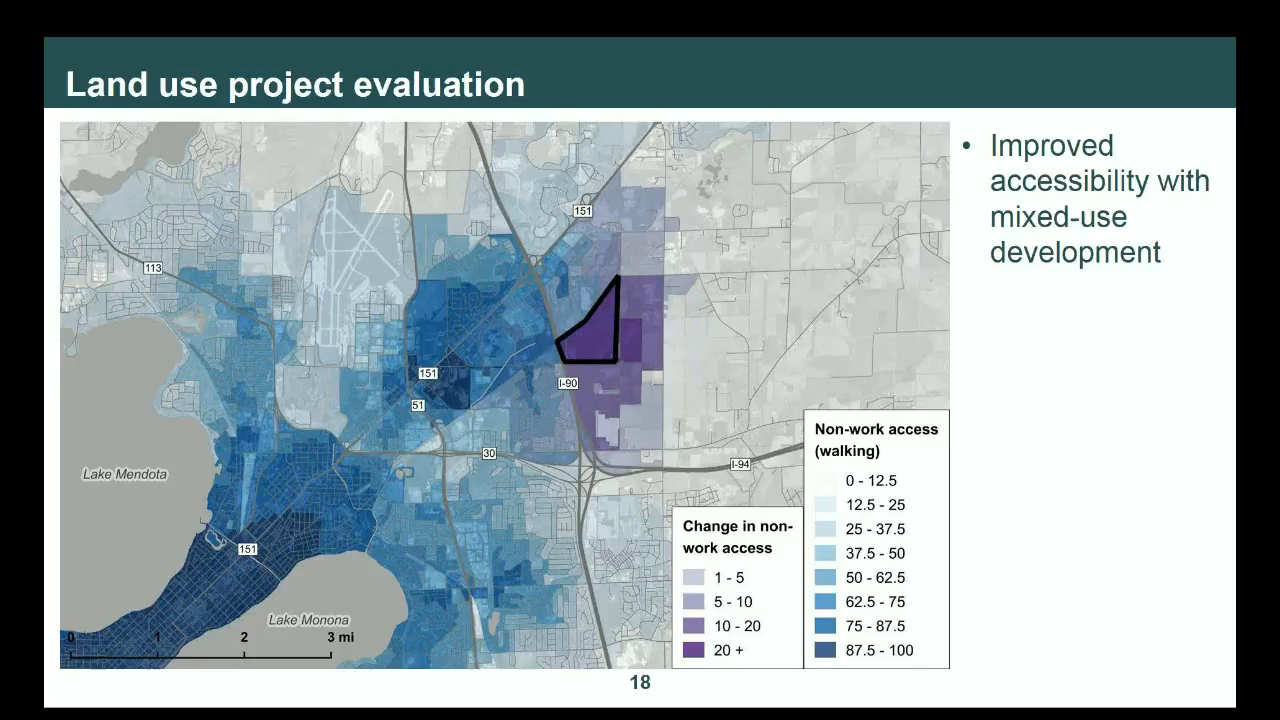 Land use project evaluation
• Improved
accessibility with
mixed-use
development
151
113
151
I-90
51
30
I-94
Lake Mendota
151
Lake Monona
0 1 2 3 mi
Change in non-
work access
1 - 5
5 - 10
10 - 20
20 +
Non-work access
(walking)
0 - 12.5
12.5 - 25
25 - 37.5
37.5 - 50
50 - 62.5
62.5 - 75
75 - 87.5
87.5 - 100
18